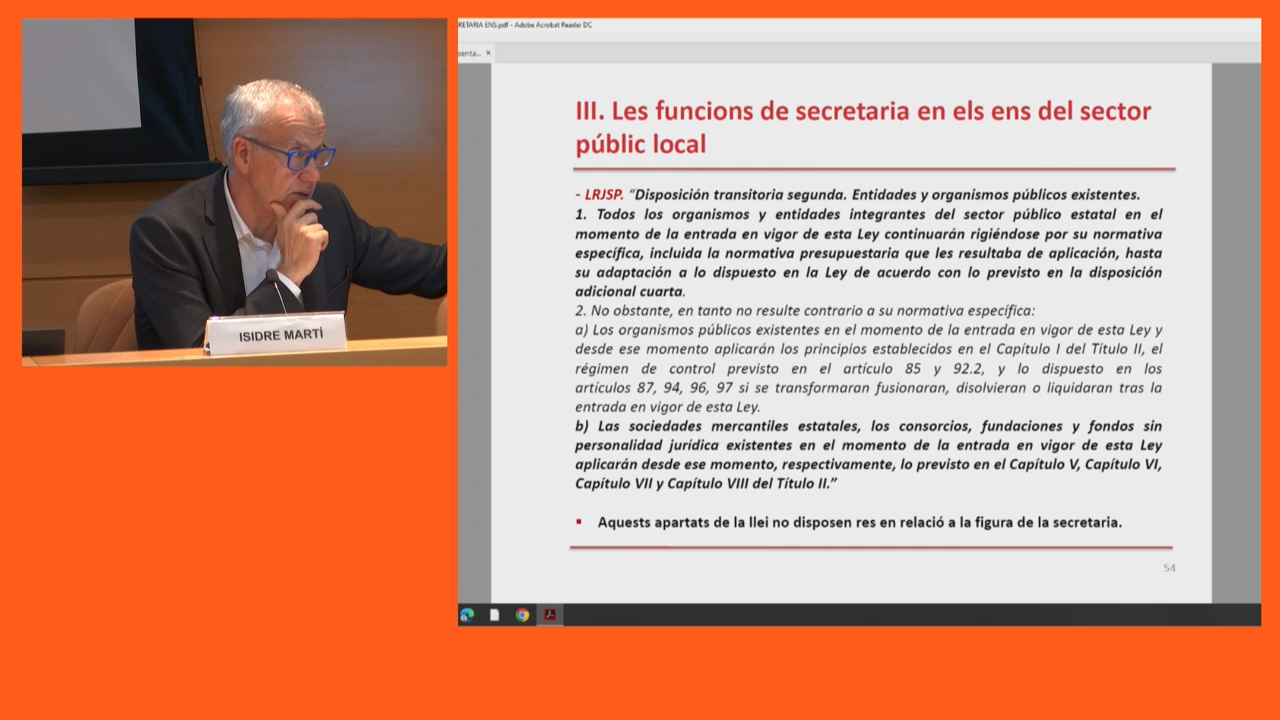 RETARIA ENS.pdf - Adobe Acrobat Reader DC
senta... ×
III. Les funcions de secretaria en els ens del sector
públic local
- LRJSP. “Disposición transitoria segunda. Entidades y organismos públicos existentes.
1. Todos los organismos y entidades integrantes del sector público estatal en el
momento de la entrada en vigor de esta Ley continuarán rigiéndose por su normativa
específica, incluida la normativa presupuestaria que les resultaba de aplicación, hasta
su adaptación a lo dispuesto en la Ley de acuerdo con lo previsto en la disposición
adicional cuarta.
2. No obstante, en tanto no resulte contrario a su normativa específica:
a) Los organismos públicos existentes en el momento de la entrada en vigor de esta Ley y
desde ese momento aplicarán los principios establecidos en el Capítulo I del Título II, el
régimen de control previsto en el artículo 85 y 92.2, y lo dispuesto en los
artículos 87, 94, 96, 97 si se transformaran fusionaran, disolvieran o liquidaran tras la
entrada en vigor de esta Ley.
b) Las sociedades mercantiles estatales, los consorcios, fundaciones y fondos sin
personalidad jurídica existentes en el momento de la entrada en vigor de esta Ley
aplicarán desde ese momento, respectivamente, lo previsto en el Capítulo V, Capítulo VI,
Capítulo VII y Capítulo VIII del Título II.”
▪ Aquests apartats de la llei no disposen res en relació a la figura de la secretaria.
54
ISIDRE MARTÍ